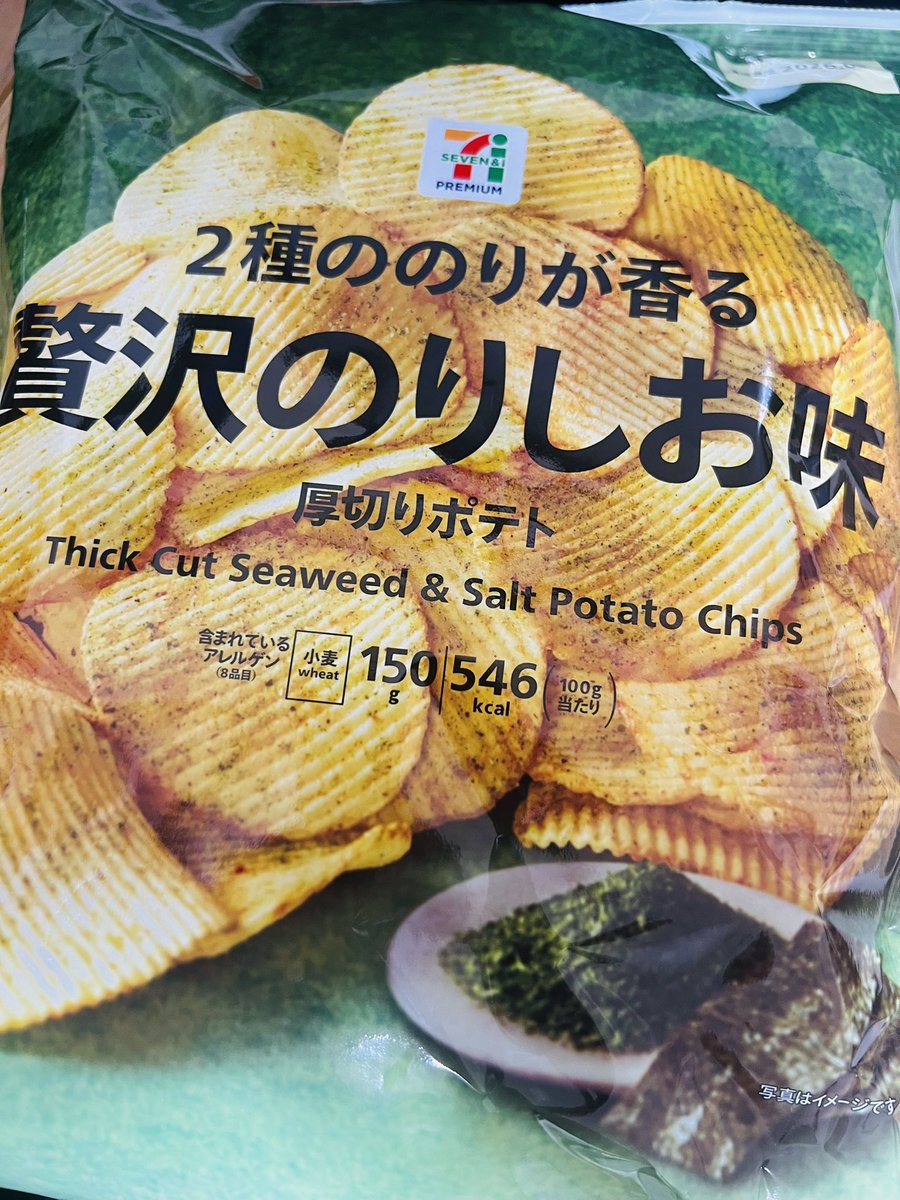 SEVEN&i
PREMIUM
2種ののりが香る
贅沢のりしお味
厚切りポテト
Thick Cut Seaweed & Salt Potato Chips
含まれている
アレルゲン
(8品目)
小麦
wheat
150
g
546
kcal
(100g
当たり)
写真はイメージです